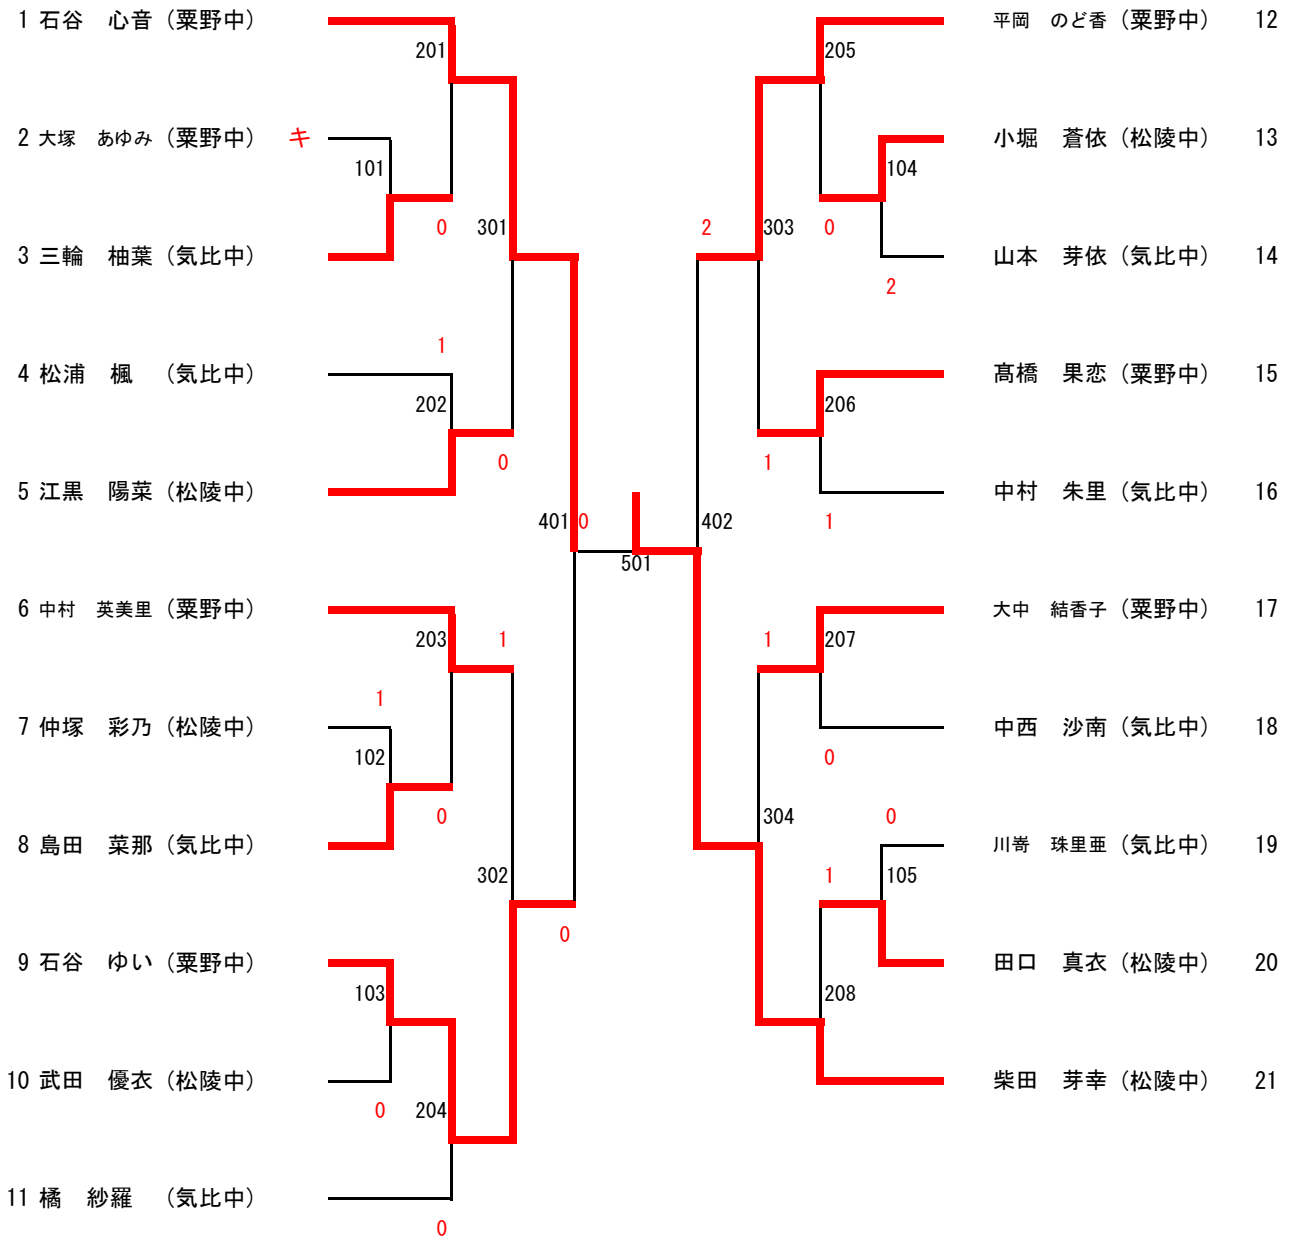 1 石谷　心音（粟野中）
201
2 大塚　あゆみ（粟野中） キ
101
0
301
3 三輪　柚葉（気比中）
1
4 松浦　楓　（気比中）
202
0
5 江黒　陽菜（松陵中）
401
0
501
6 中村　英美里（粟野中）
203
1
1
7 仲塚　彩乃（松陵中）
102
0
8 島田　菜那（気比中）
302
0
9 石谷　ゆい（粟野中）
103
10 武田　優衣（松陵中）
0
204
11 橘　紗羅　（気比中）
0
平岡　のど香（粟野中） 12
205
小堀　蒼依（松陵中） 13
104
2
303
0
山本　芽依（気比中） 14
2
髙橋　果恋（粟野中） 15
206
1
中村　朱里（気比中） 16
402
1
大中　結香子（粟野中） 17
1
207
中西　沙南（気比中） 18
0
304
0
川嵜　珠里亜（気比中） 19
1
105
田口　真衣（松陵中） 20
208
柴田　芽幸（松陵中） 21